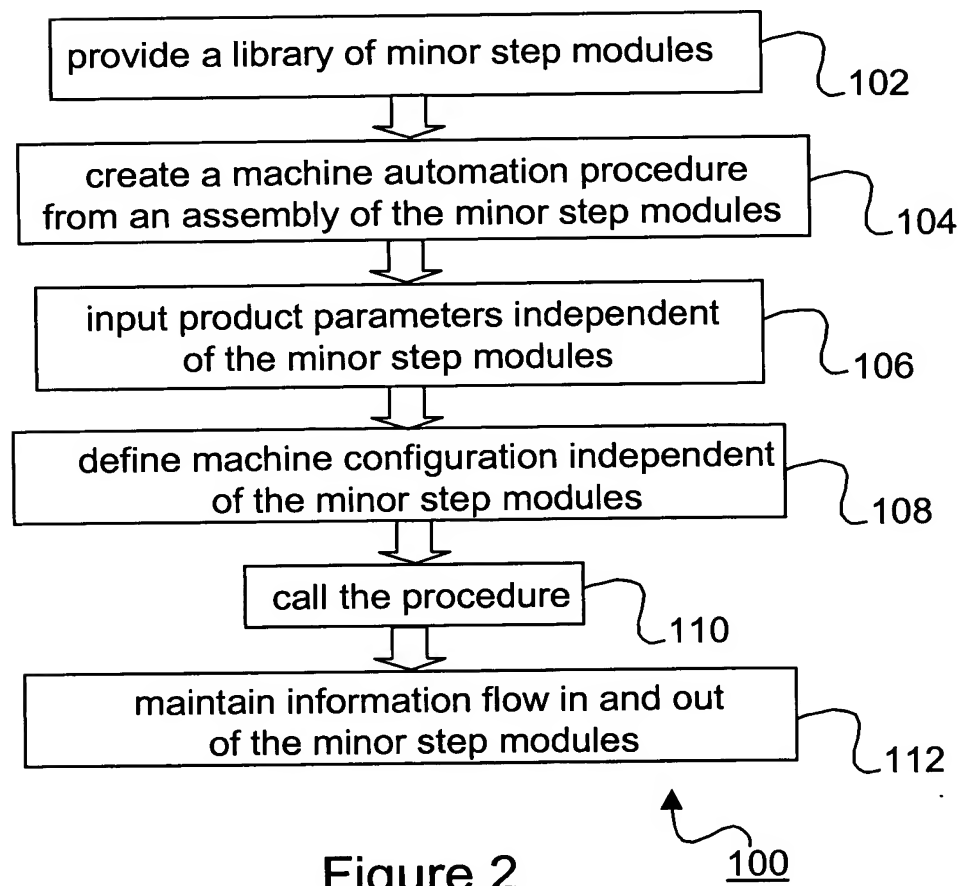 provide a library of minor step modules
102
create a machine automation procedure
from an assembly of the minor step modules
104
input product parameters independent
of the minor step modules
106
define machine configuration independent
of the minor step modules
108
call the procedure
110
maintain information flow in and out
of the minor step modules
112
100
Figure 2